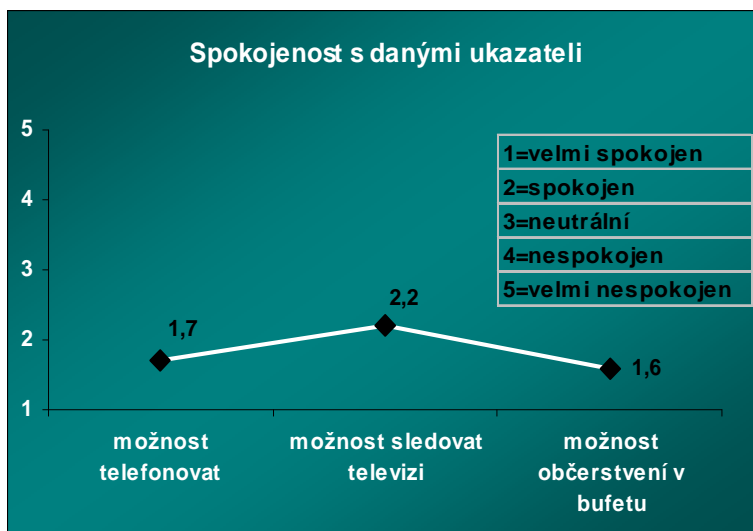 Spokojenost s danými ukazateli
5
4
3
2
1
1=velmi spokojen
2=spokojen
3=neutrální
4=nespokojen
5=velmi nespokojen
1,7
2,2
1,6
možnost
telefonovat
možnost sledovat
televizi
možnost
občerstvení v
bufetu